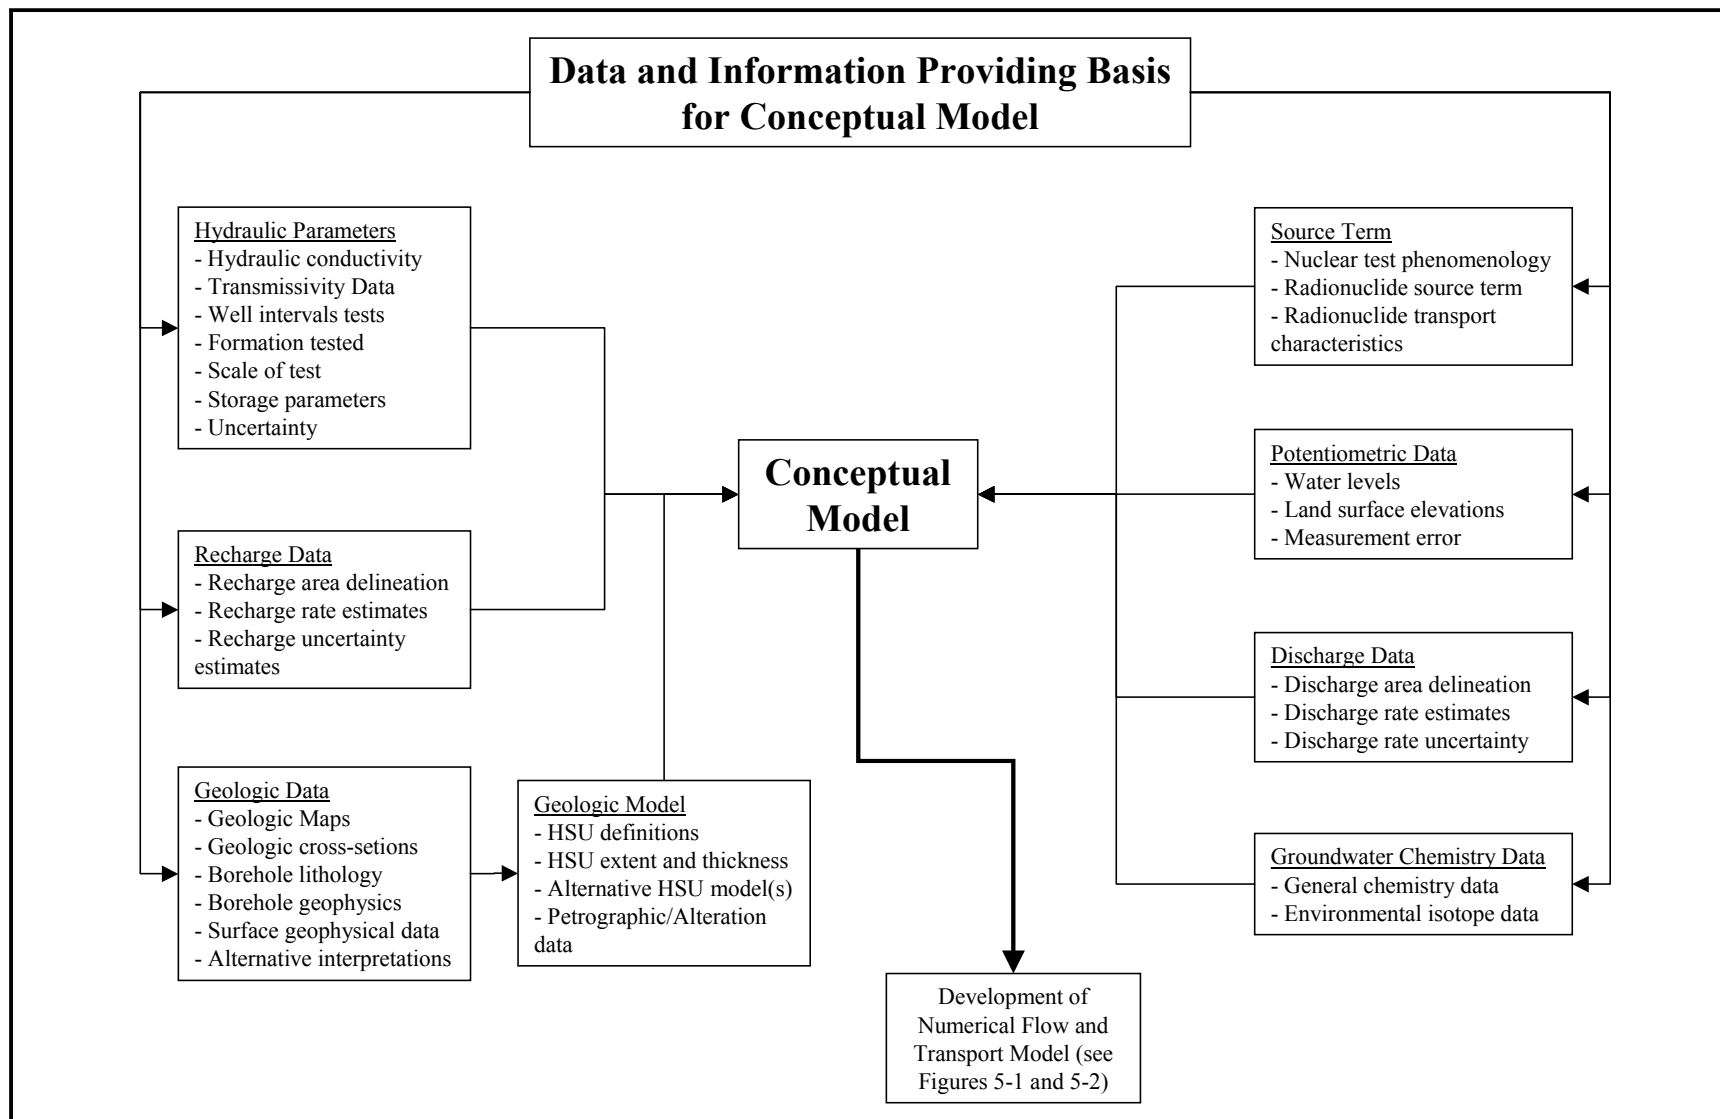 Data and Information Providing Basis
for Conceptual Model
Hydraulic Parameters
- Hydraulic conductivity
- Transmissivity Data
- Well intervals tests
- Formation tested
- Scale of test
- Storage parameters
- Uncertainty
Recharge Data
- Recharge area delineation
- Recharge rate estimates
- Recharge uncertainty
estimates
Geologic Data
- Geologic Maps
- Geologic cross-setions
- Borehole lithology
- Borehole geophysics
- Surface geophysical data
- Alternative interpretations
Geologic Model
- HSU definitions
- HSU extent and thickness
- Alternative HSU model(s)
- Petrographic/Alteration
data
Conceptual
Model
Development of
Numerical Flow and
Transport Model (see
Figures 5-1 and 5-2)
Source Term
- Nuclear test phenomenology
- Radionuclide source term
- Radionuclide transport
characteristics
Potentiometric Data
- Water levels
- Land surface elevations
- Measurement error
Discharge Data
- Discharge area delineation
- Discharge rate estimates
- Discharge rate uncertainty
Groundwater Chemistry Data
- General chemistry data
- Environmental isotope data